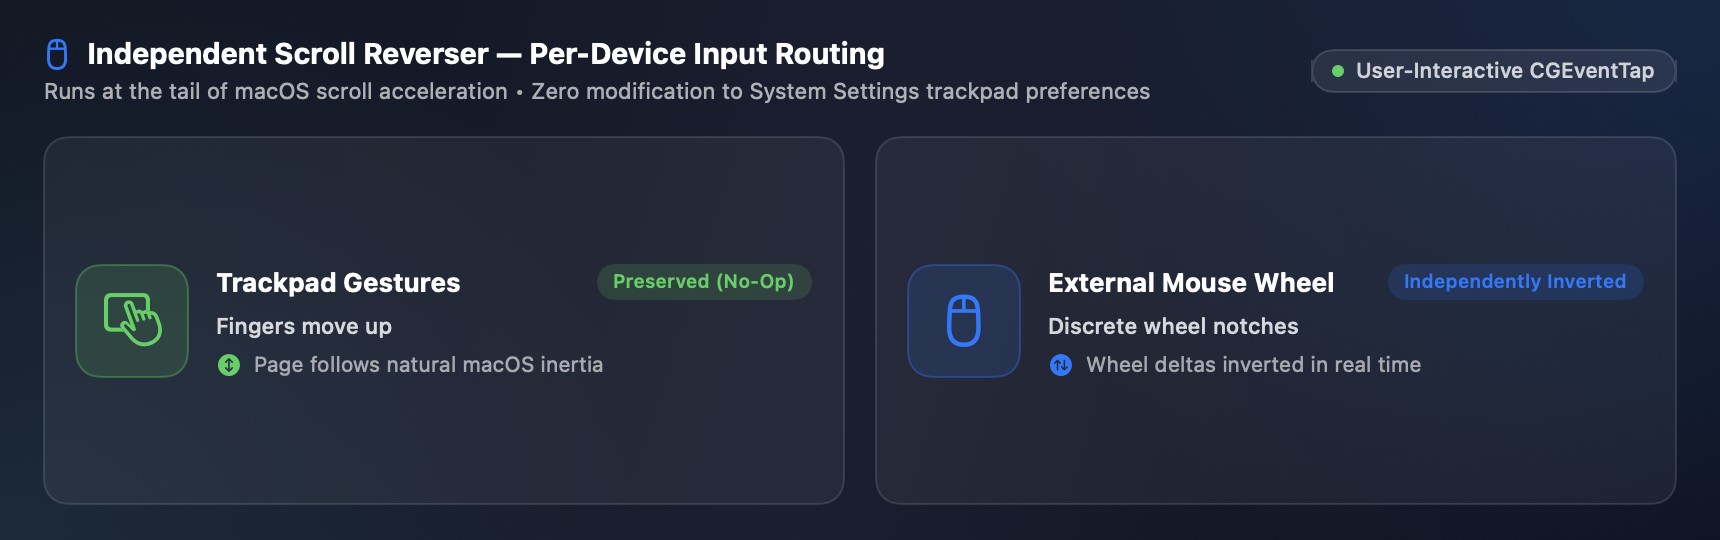 Independent Scroll Reverser — Per-Device Input Routing
Runs at the tail of macOS scroll acceleration • Zero modification to System Settings trackpad preferences
User-Interactive CGEventTap
Trackpad Gestures
Preserved (No-Op)
Fingers move up
Page follows natural macOS inertia
External Mouse Wheel
Independently Inverted
Discrete wheel notches
Wheel deltas inverted in real time